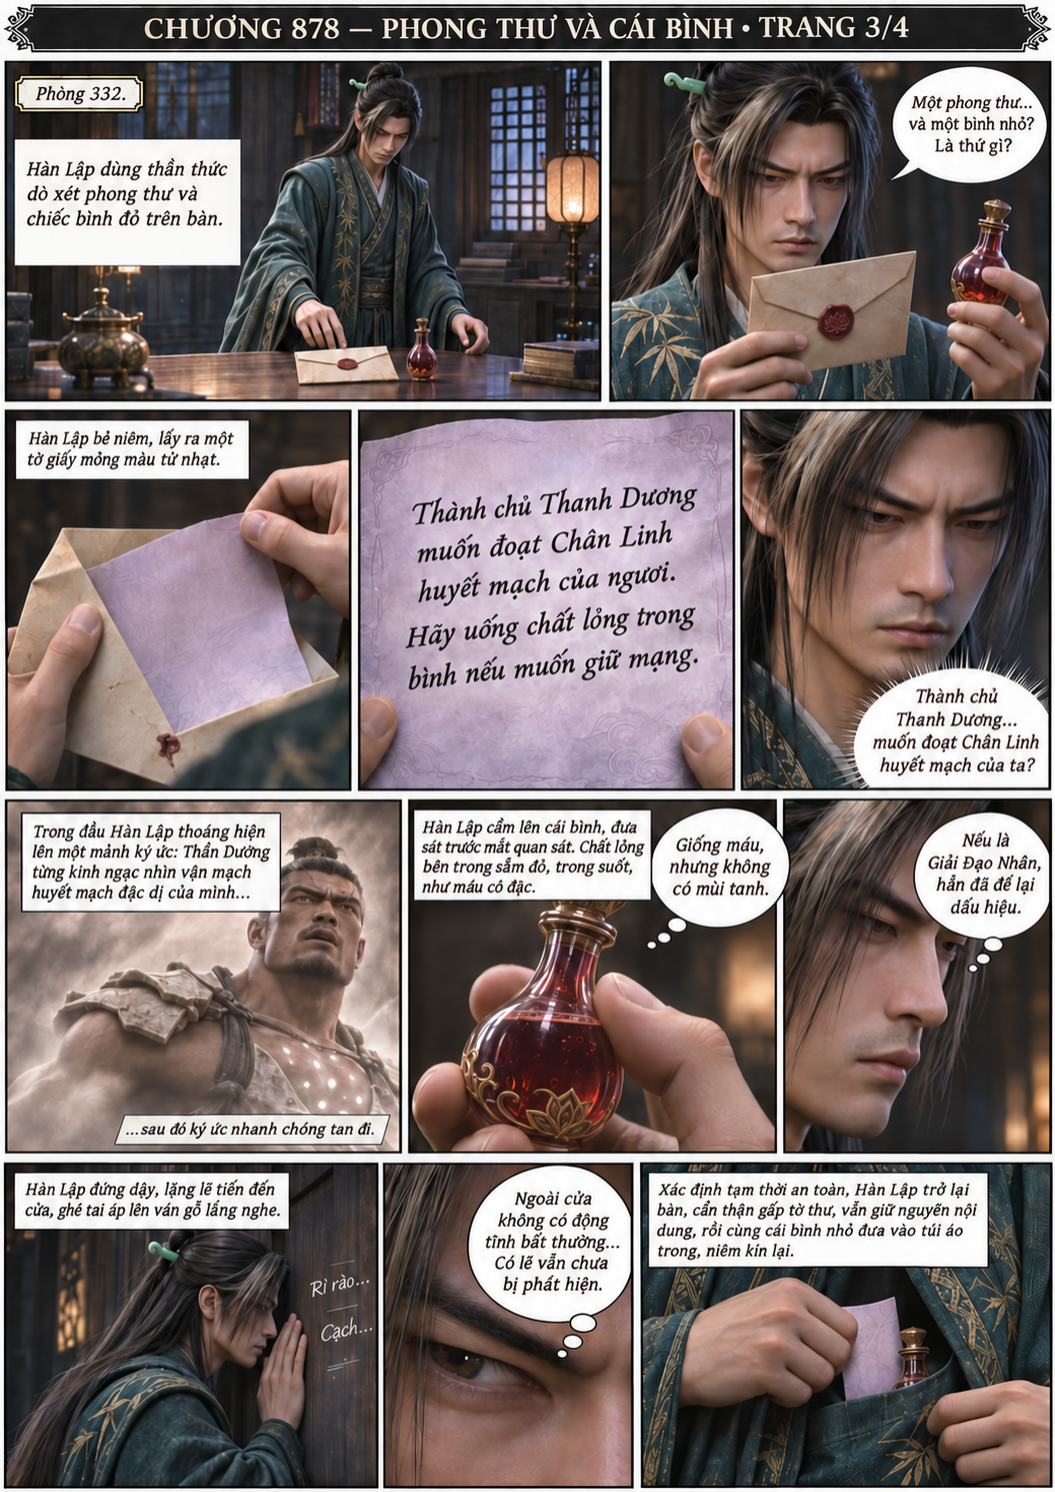 CHƯƠNG 878 — PHONG THƯ VÀ CÁI BÌNH • TRANG 3/4
Phòng 332.
Hàn Lập dùng thần thức
dò xét phong thư và
chiếc bình đỏ trên bàn.
Một phong thư...
và một bình nhỏ?
Là thứ gì?
Hàn Lập bẻ niêm, lấy ra một
tờ giấy mỏng màu tử nhạt.
Thành chủ Thanh Dương
muốn đoạt Chân Linh
huyết mạch của ngươi.
Hãy uống chất lỏng trong
bình nếu muốn giữ mạng.
Thành chủ
Thanh Dương...
muốn đoạt Chân Linh
huyết mạch của ta?
Trong đầu Hàn Lập thoáng hiện
lên một mảnh ký ức: Thần Dưỡng
từng kinh ngạc nhìn vận mạch
huyết mạch đặc dị của mình...
...sau đó ký ức nhanh chóng tan đi.
Hàn Lập cầm lên cái bình, đưa
sát trước mắt quan sát. Chất lỏng
bên trong sẫm đỏ, trong suốt,
như máu cô đặc.
Giống máu,
nhưng không
có mùi tanh.
Nếu là
Giải Đạo Nhân,
hẳn đã để lại
dấu hiệu.
Hàn Lập đứng dậy, lặng lẽ tiến đến
cửa, ghé tai áp lên ván gỗ lắng nghe.
Rì rào...
Cạch...
Ngoài cửa
không có động
tĩnh bất thường...
Có lẽ vẫn chưa
bị phát hiện.
Xác định tạm thời an toàn, Hàn Lập trở lại
bàn, cẩn thận gấp tờ thư, vẫn giữ nguyên nội
dung, rồi cùng cái bình nhỏ đưa vào túi áo
trong, niêm kín lại.